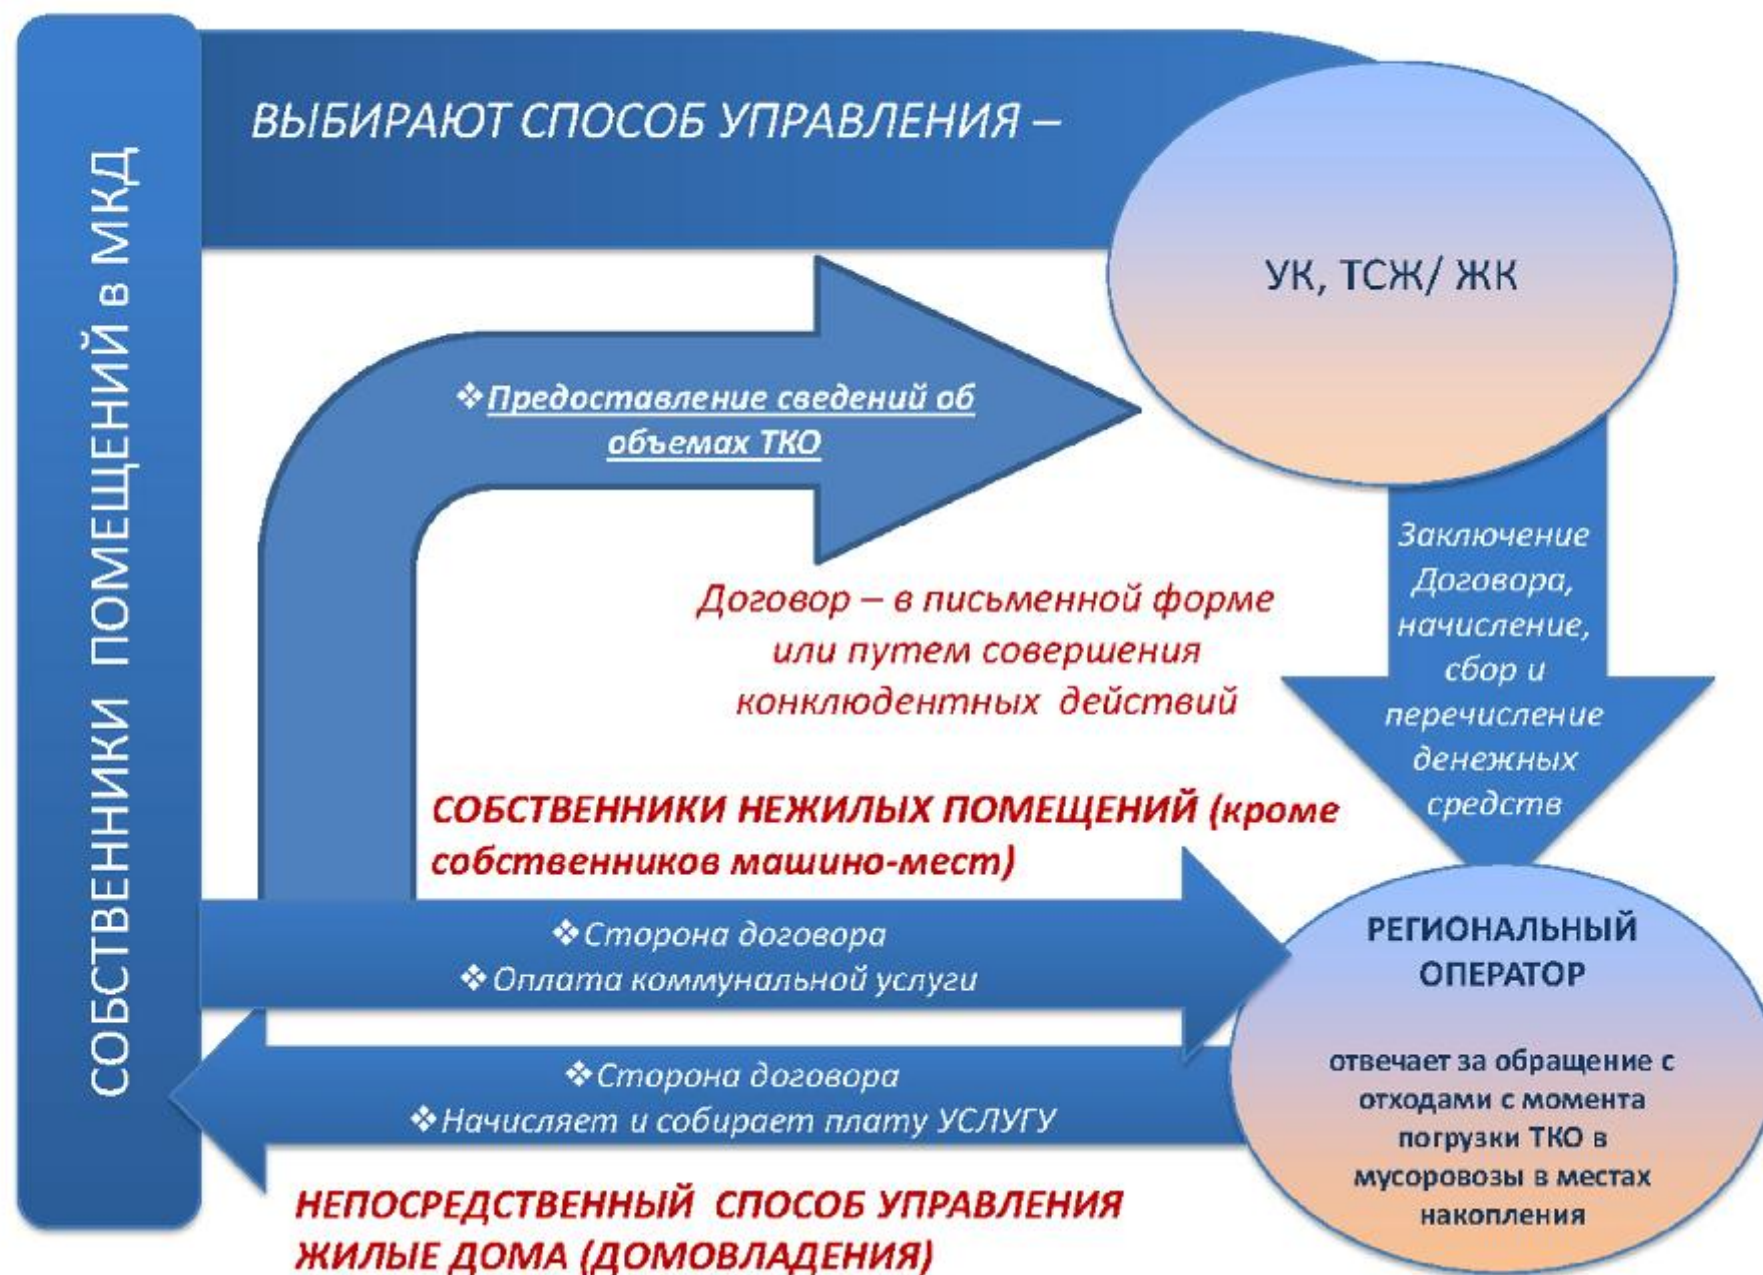 СОБСТВЕННИКИ ПОМЕЩЕНИЙ в МКД
ВЫБИРАЮТ СПОСОБ УПРАВЛЕНИЯ –
УК, ТСЖ/ ЖК
❖Предоставление сведений об
объемах ТКО
Заключение
Договора,
начисление,
сбор и
перечисление
денежных
средств
Договор – в письменной форме
или путем совершения
конклюдентных действий
СОБСТВЕННИКИ НЕЖИЛЫХ ПОМЕЩЕНИЙ (кроме
собственников машино-мест)
❖Сторона договора
❖Оплата коммунальной услуги
РЕГИОНАЛЬНЫЙ
ОПЕРАТОР
отвечает за обращение с
отходами с момента
погрузки ТКО в
мусоровозы в местах
накопления
❖Сторона договора
❖Начисляет и собирает плату УСЛУГУ
НЕПОСРЕДСТВЕННЫЙ СПОСОБ УПРАВЛЕНИЯ
ЖИЛЫЕ ДОМА (ДОМОВЛАДЕНИЯ)